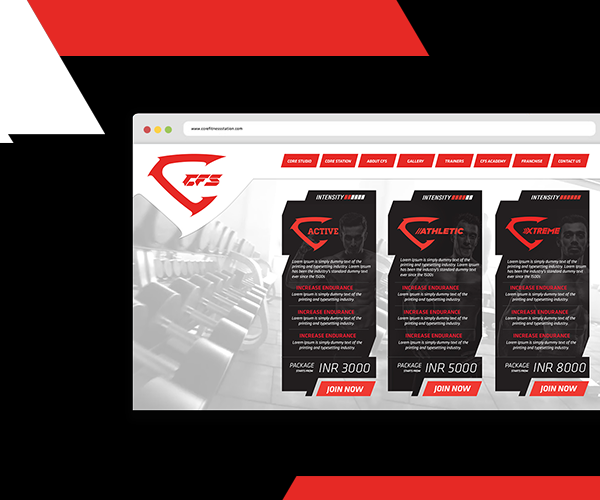 www.corefitnessstation.com
CORE STUDIO
CORE STATION
ABOUT CFS
GALLERY
TRAINERS
CFS ACADEMY
FRANCHISE
CONTACT US
CFS
INTENSITY
ACTIVE
Lorem Ipsum is simply dummy text of the
printing and typesetting industry. Lorem Ipsum
has been the industry's standard dummy text
ever since the 1500s
INCREASE ENDURANCE
Lorem Ipsum is simply dummy text of the
printing and typesetting industry.
INCREASE ENDURANCE
Lorem Ipsum is simply dummy text of the
printing and typesetting industry.
INCREASE ENDURANCE
Lorem Ipsum is simply dummy text of the
printing and typesetting industry.
PACKAGE
STARTS FROM
INR 3000
JOIN NOW
INTENSITY
ATHLETIC
Lorem Ipsum is simply dummy text of the
printing and typesetting industry. Lorem Ipsum
has been the industry's standard dummy text
ever since the 1500s
INCREASE ENDURANCE
Lorem Ipsum is simply dummy text of the
printing and typesetting industry.
INCREASE ENDURANCE
Lorem Ipsum is simply dummy text of the
printing and typesetting industry.
INCREASE ENDURANCE
Lorem Ipsum is simply dummy text of the
printing and typesetting industry.
PACKAGE
STARTS FROM
INR 5000
JOIN NOW
INTENSITY
XTREME
Lorem Ipsum is simply dummy text of the
printing and typesetting industry. Lorem Ipsum
has been the industry's standard dummy text
ever since the 1500s
INCREASE ENDURANCE
Lorem Ipsum is simply dummy text of the
printing and typesetting industry.
INCREASE ENDURANCE
Lorem Ipsum is simply dummy text of the
printing and typesetting industry.
INCREASE ENDURANCE
Lorem Ipsum is simply dummy text of the
printing and typesetting industry.
PACKAGE
STARTS FROM
INR 8000
JOIN NOW